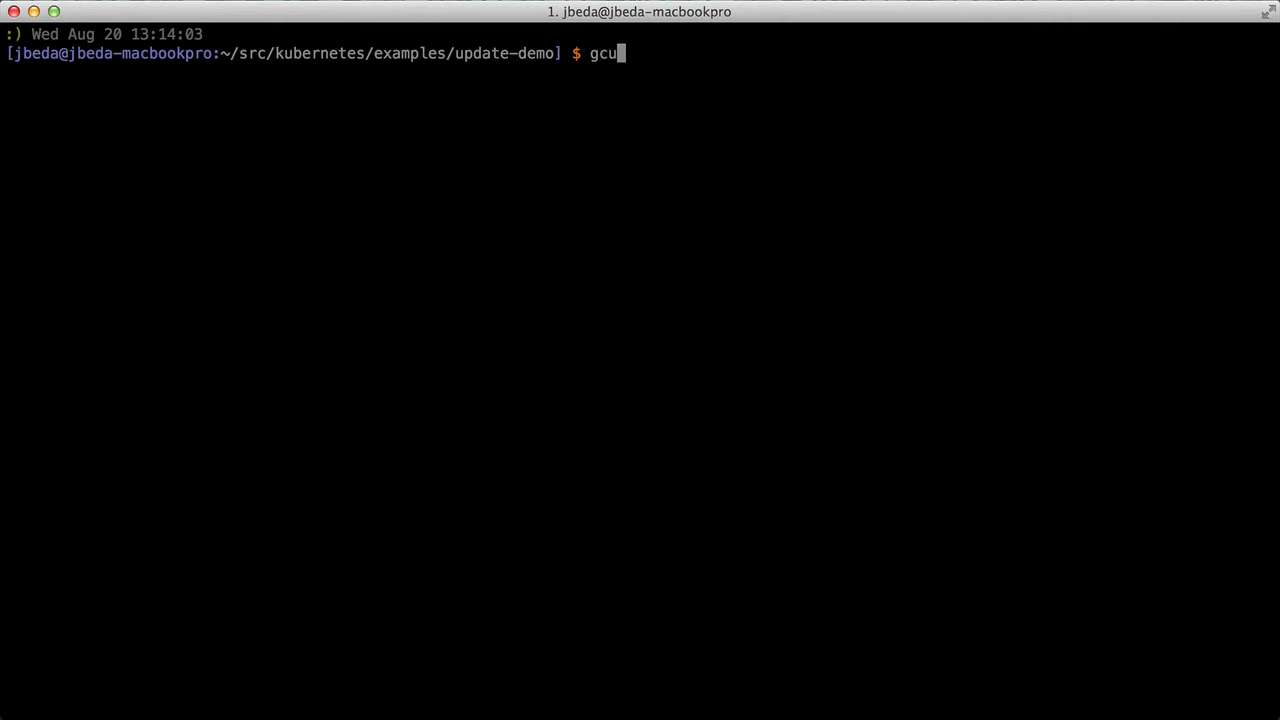 1. jbeda@jbeda-macbookpro
:) Wed Aug 20 13:14:03
[jbeda@jbeda-macbookpro:~/src/kubernetes/examples/update-demo] $ gcu